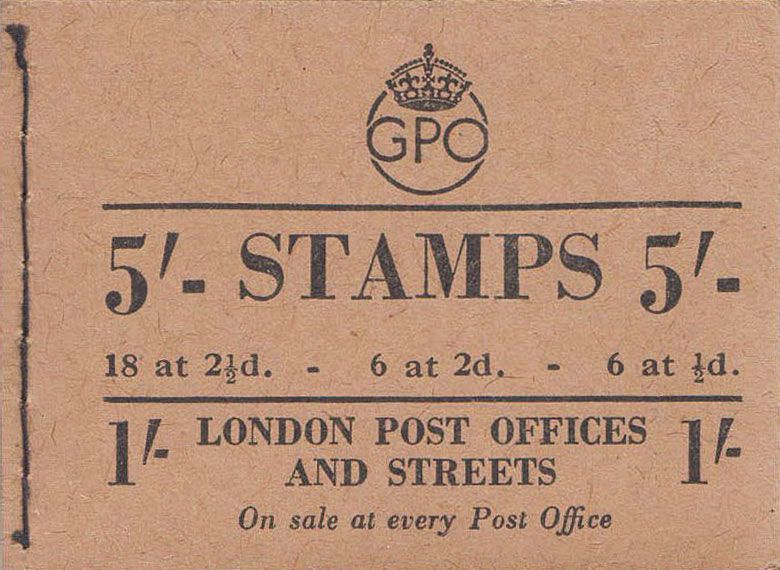 GPO
5/- STAMPS 5/-
18 at 2½d. - 6 at 2d. - 6 at ½d.
1/- LONDON POST OFFICES 1/-
AND STREETS
On sale at every Post Office